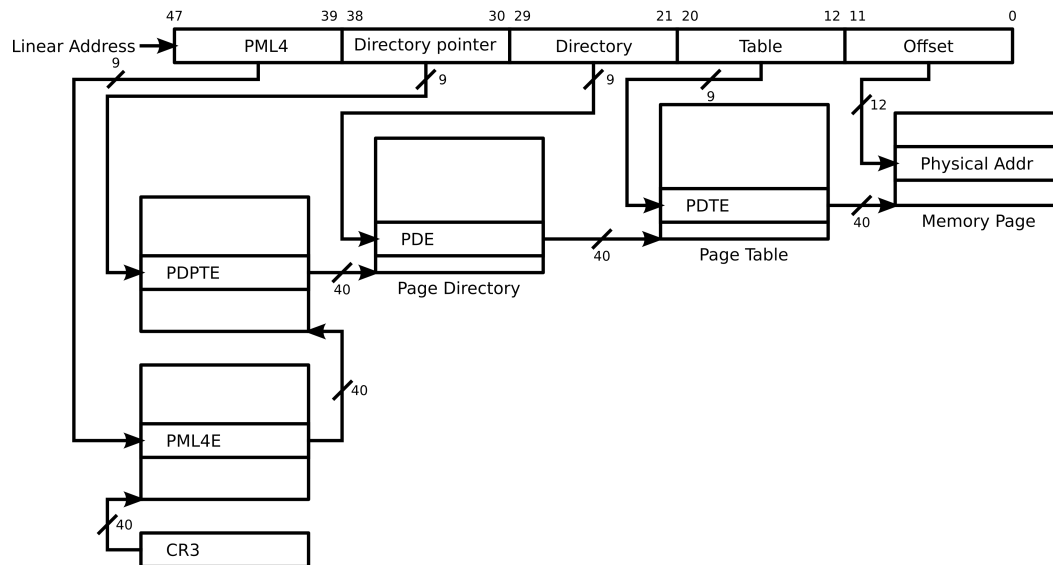 47 39 38 30 29 21 20 12 11 0
Linear Address PML4 Directory pointer Directory Table Offset
9 9 9 9 12
Physical Addr
PDTE
40 40
Memory Page
PDE
40
Page Table
PDPTE
40
Page Directory
40
PML4E
40
CR3